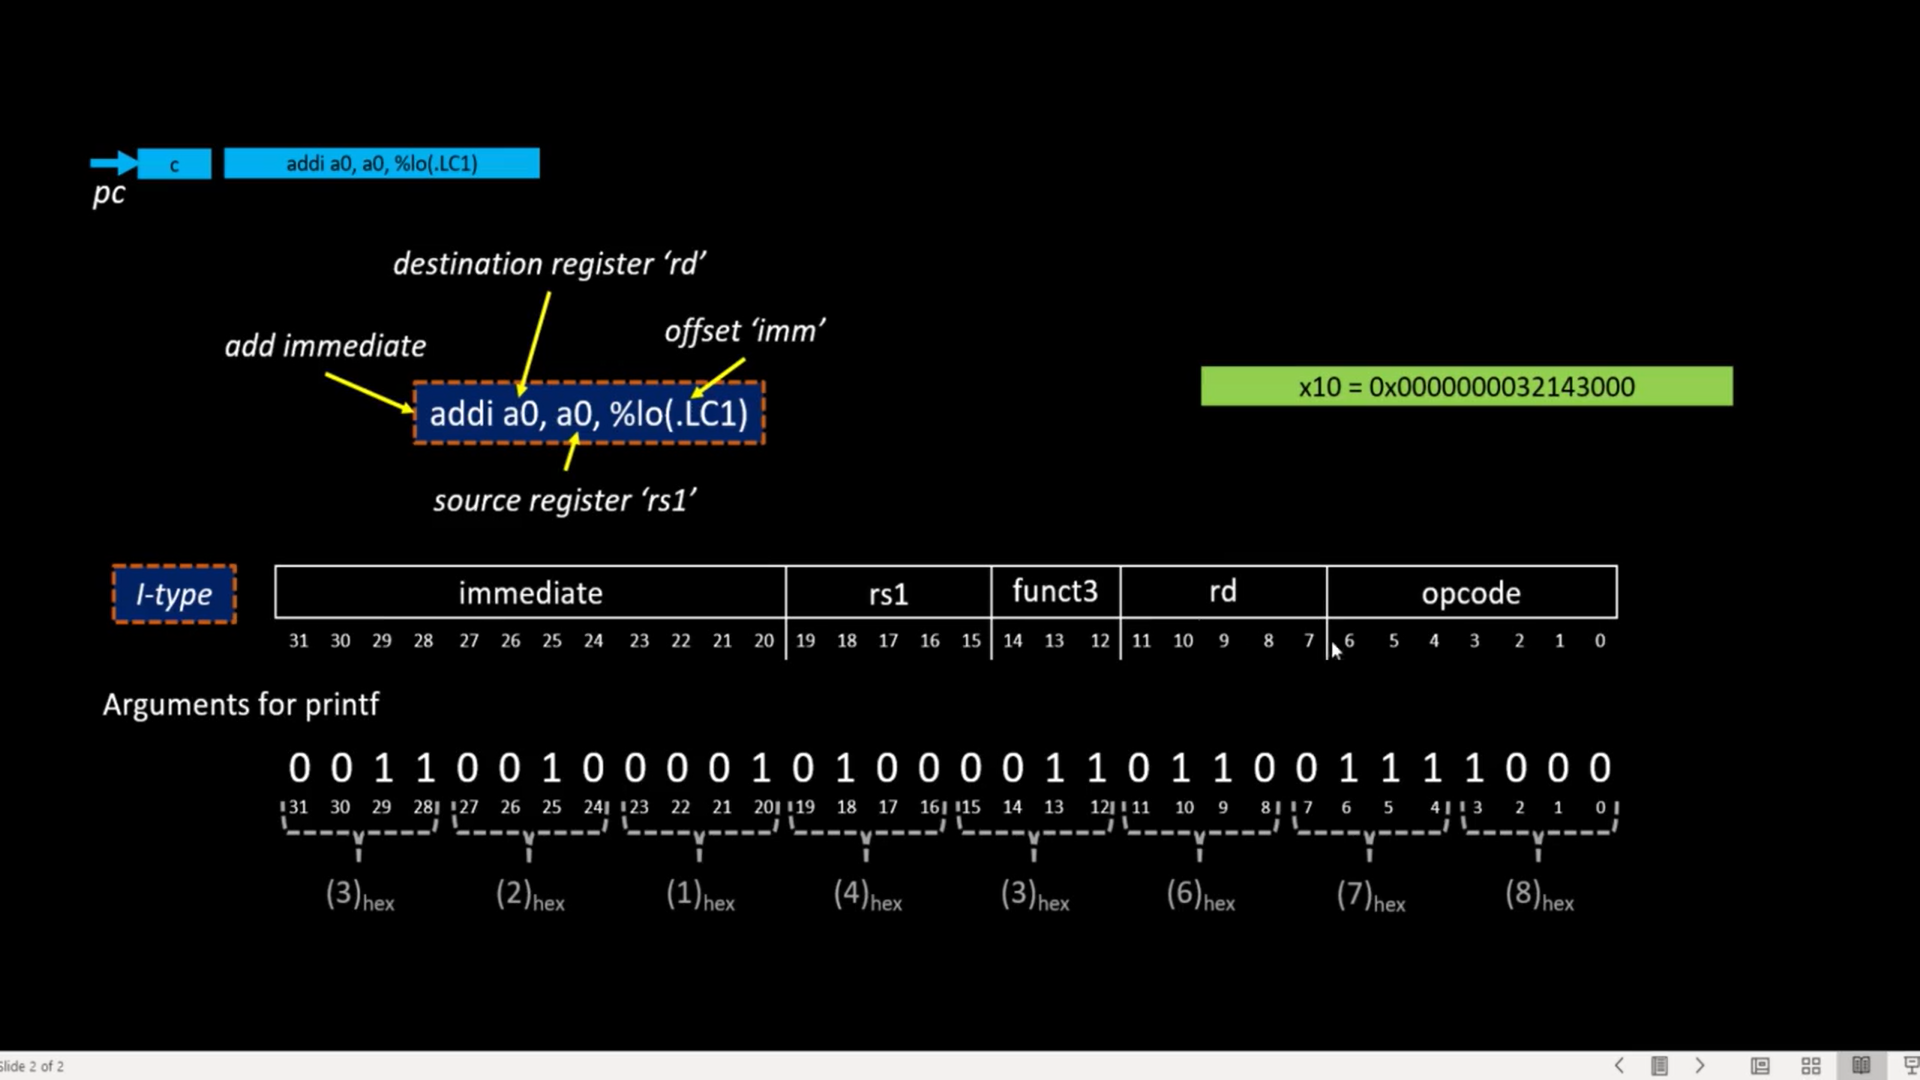 c addi a0, a0, %lo(.LC1)
pc
destination register ‘rd’
add immediate
offset ‘imm’
addi a0, a0, %lo(.LC1)
x10 = 0x0000000032143000
source register ‘rs1’
I-type immediate rs1 funct3 rd opcode
31 30 29 28 27 26 25 24 23 22 21 20 19 18 17 16 15 14 13 12 11 10 9 8 7 6 5 4 3 2 1 0
Arguments for printf
0 0 1 1 0 0 1 0 0 0 0 1 0 1 0 0 0 0 1 1 0 1 1 0 0 1 1 1 1 0 0 0
31 30 29 28 27 26 25 24 23 22 21 20 19 18 17 16 15 14 13 12 11 10 9 8 7 6 5 4 3 2 1 0
(3)hex (2)hex (1)hex (4)hex (3)hex (6)hex (7)hex (8)hex
Slide 2 of 2